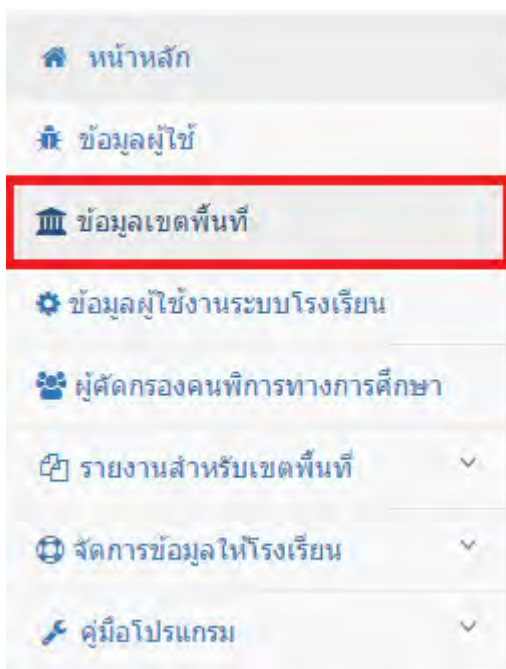 หน้าหลัก
ข้อมูลผู้ใช้
ข้อมูลเขตพื้นที่
ข้อมูลผู้ใช้งานระบบโรงเรียน
ผู้คัดกรองคนพิการทางการศึกษา
รายงานสำหรับเขตพื้นที่
จัดการข้อมูลให้โรงเรียน
คู่มือโปรแกรม